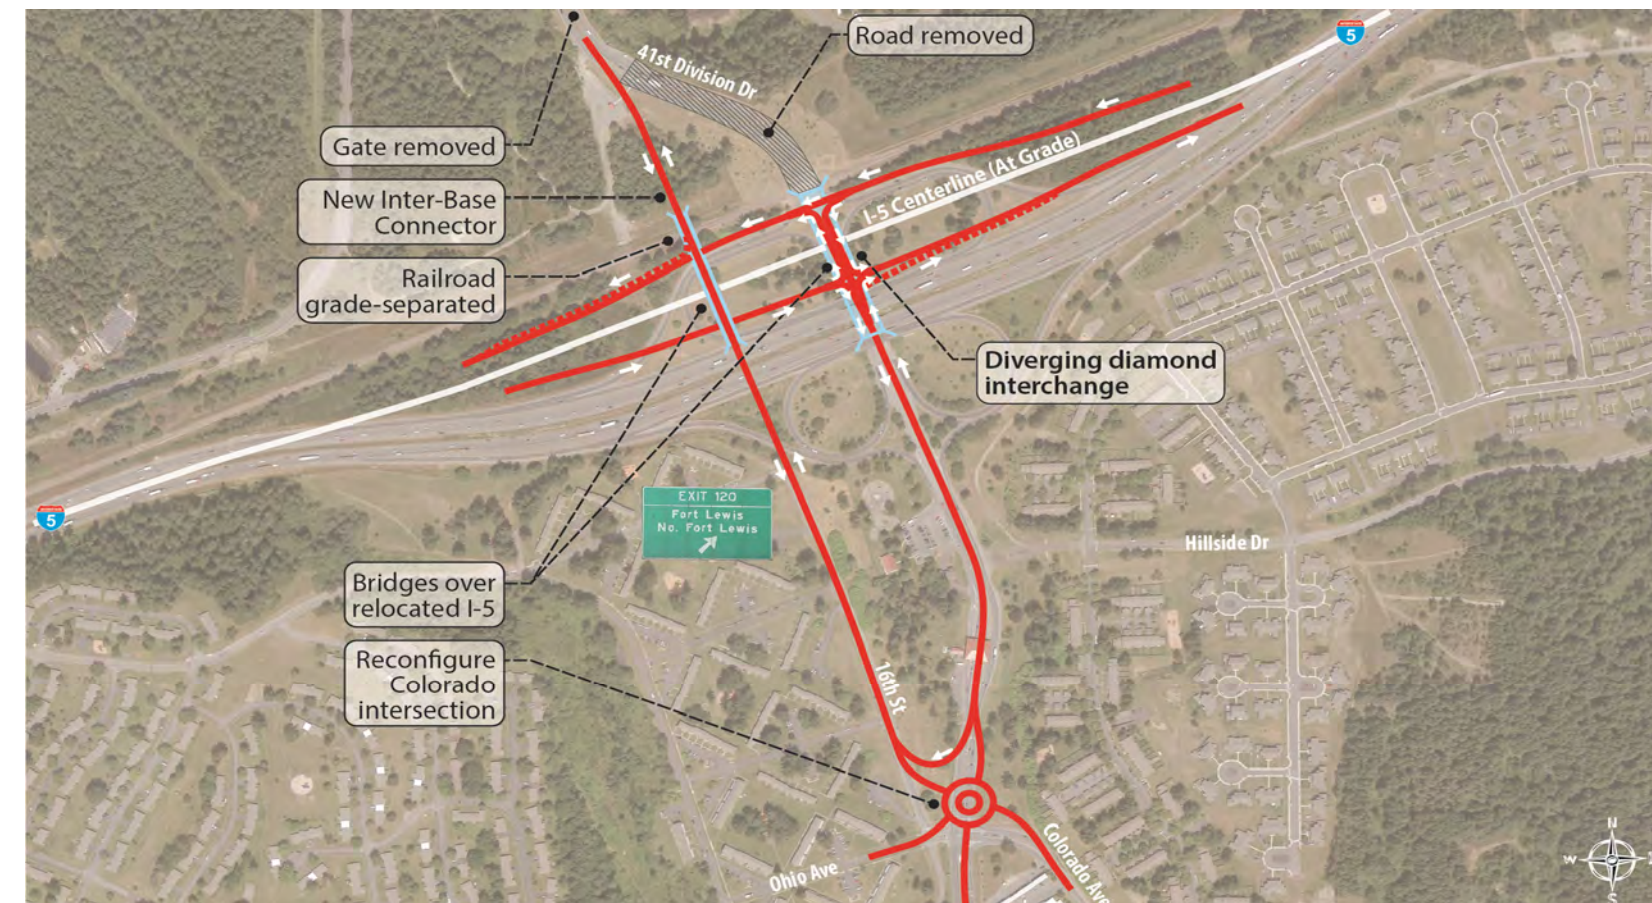 Road removed
5
41st Division Dr
Gate removed
New Inter-Base
Connector
I-5 Centerline (At Grade)
Railroad
grade-separated
Diverging diamond
interchange
EXIT 120
Fort Lewis
No. Fort Lewis
5
Hillside Dr
Bridges over
relocated I-5
Reconfigure
Colorado
intersection
16th St
Colorado Ave
Ohio Ave
N
W
S